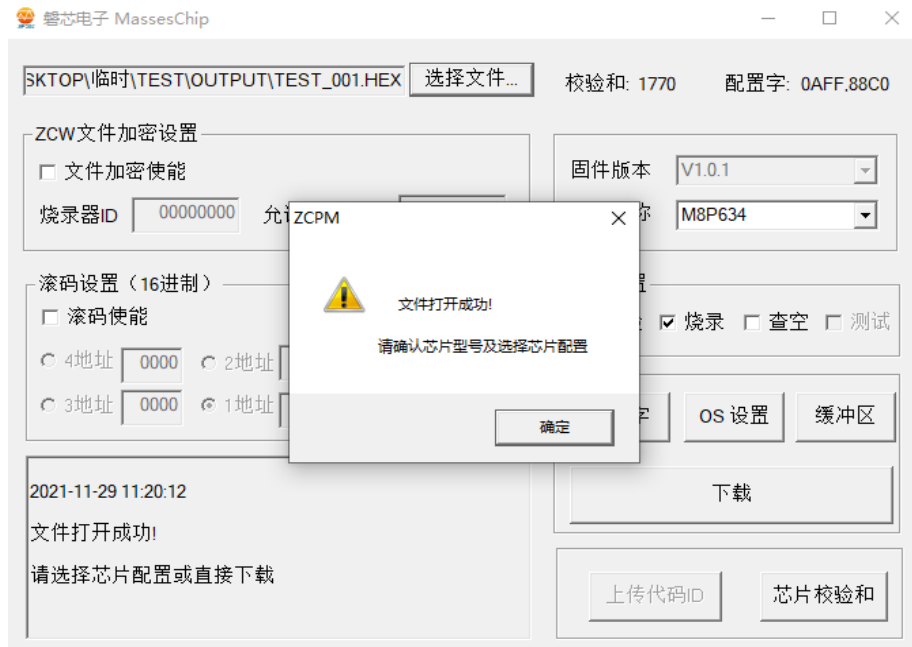 磐芯电子 MassesChip
SKTOP\临时\TEST\OUTPUT\TEST_001.HEX 选择文件... 校验和: 1770 配置字: 0AFF,88C0
ZCW文件加密设置
文件加密使能
固件版本 V1.0.1
烧录器ID 00000000
M8P634
ZCPM
文件打开成功!
请确认芯片型号及选择芯片配置
确定
滚码设置(16进制)
滚码使能
烧录 查空 测试
4地址 0000 2地址
3地址 0000 1地址
OS 设置 缓冲区
下载
2021-11-29 11:20:12
文件打开成功!
请选择芯片配置或直接下载
上传代码ID 芯片校验和